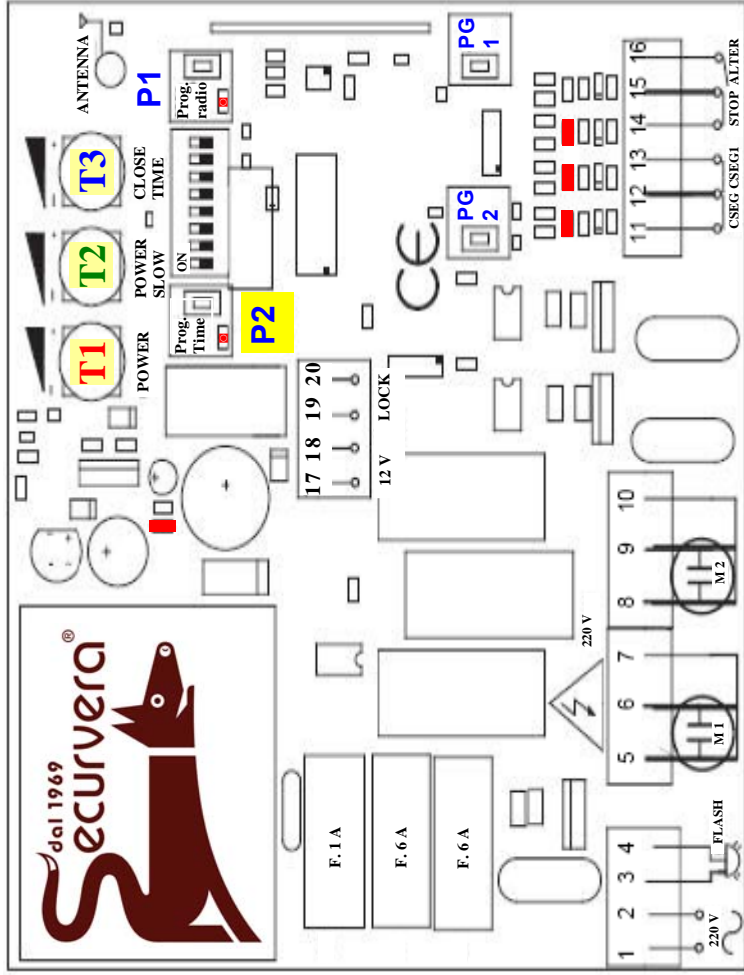 dal 1969
ecurvera®
ANTENNA
T1
POWER
T2
POWER
SLOW
T3
CLOSE
TIME
P1
Prog.
radio
ON
Prog.
Time
P2
PG
1
PG
2
CE
17 18 19 20
12 V
LOCK
F. 1 A
F. 6 A
F. 6 A
220 V
1 2 3 4
220 V
FLASH
5 6 7
M 1
8 9 10
M 2
11 12 13 14 15 16
CSEG CSEG1
STOP ALTER